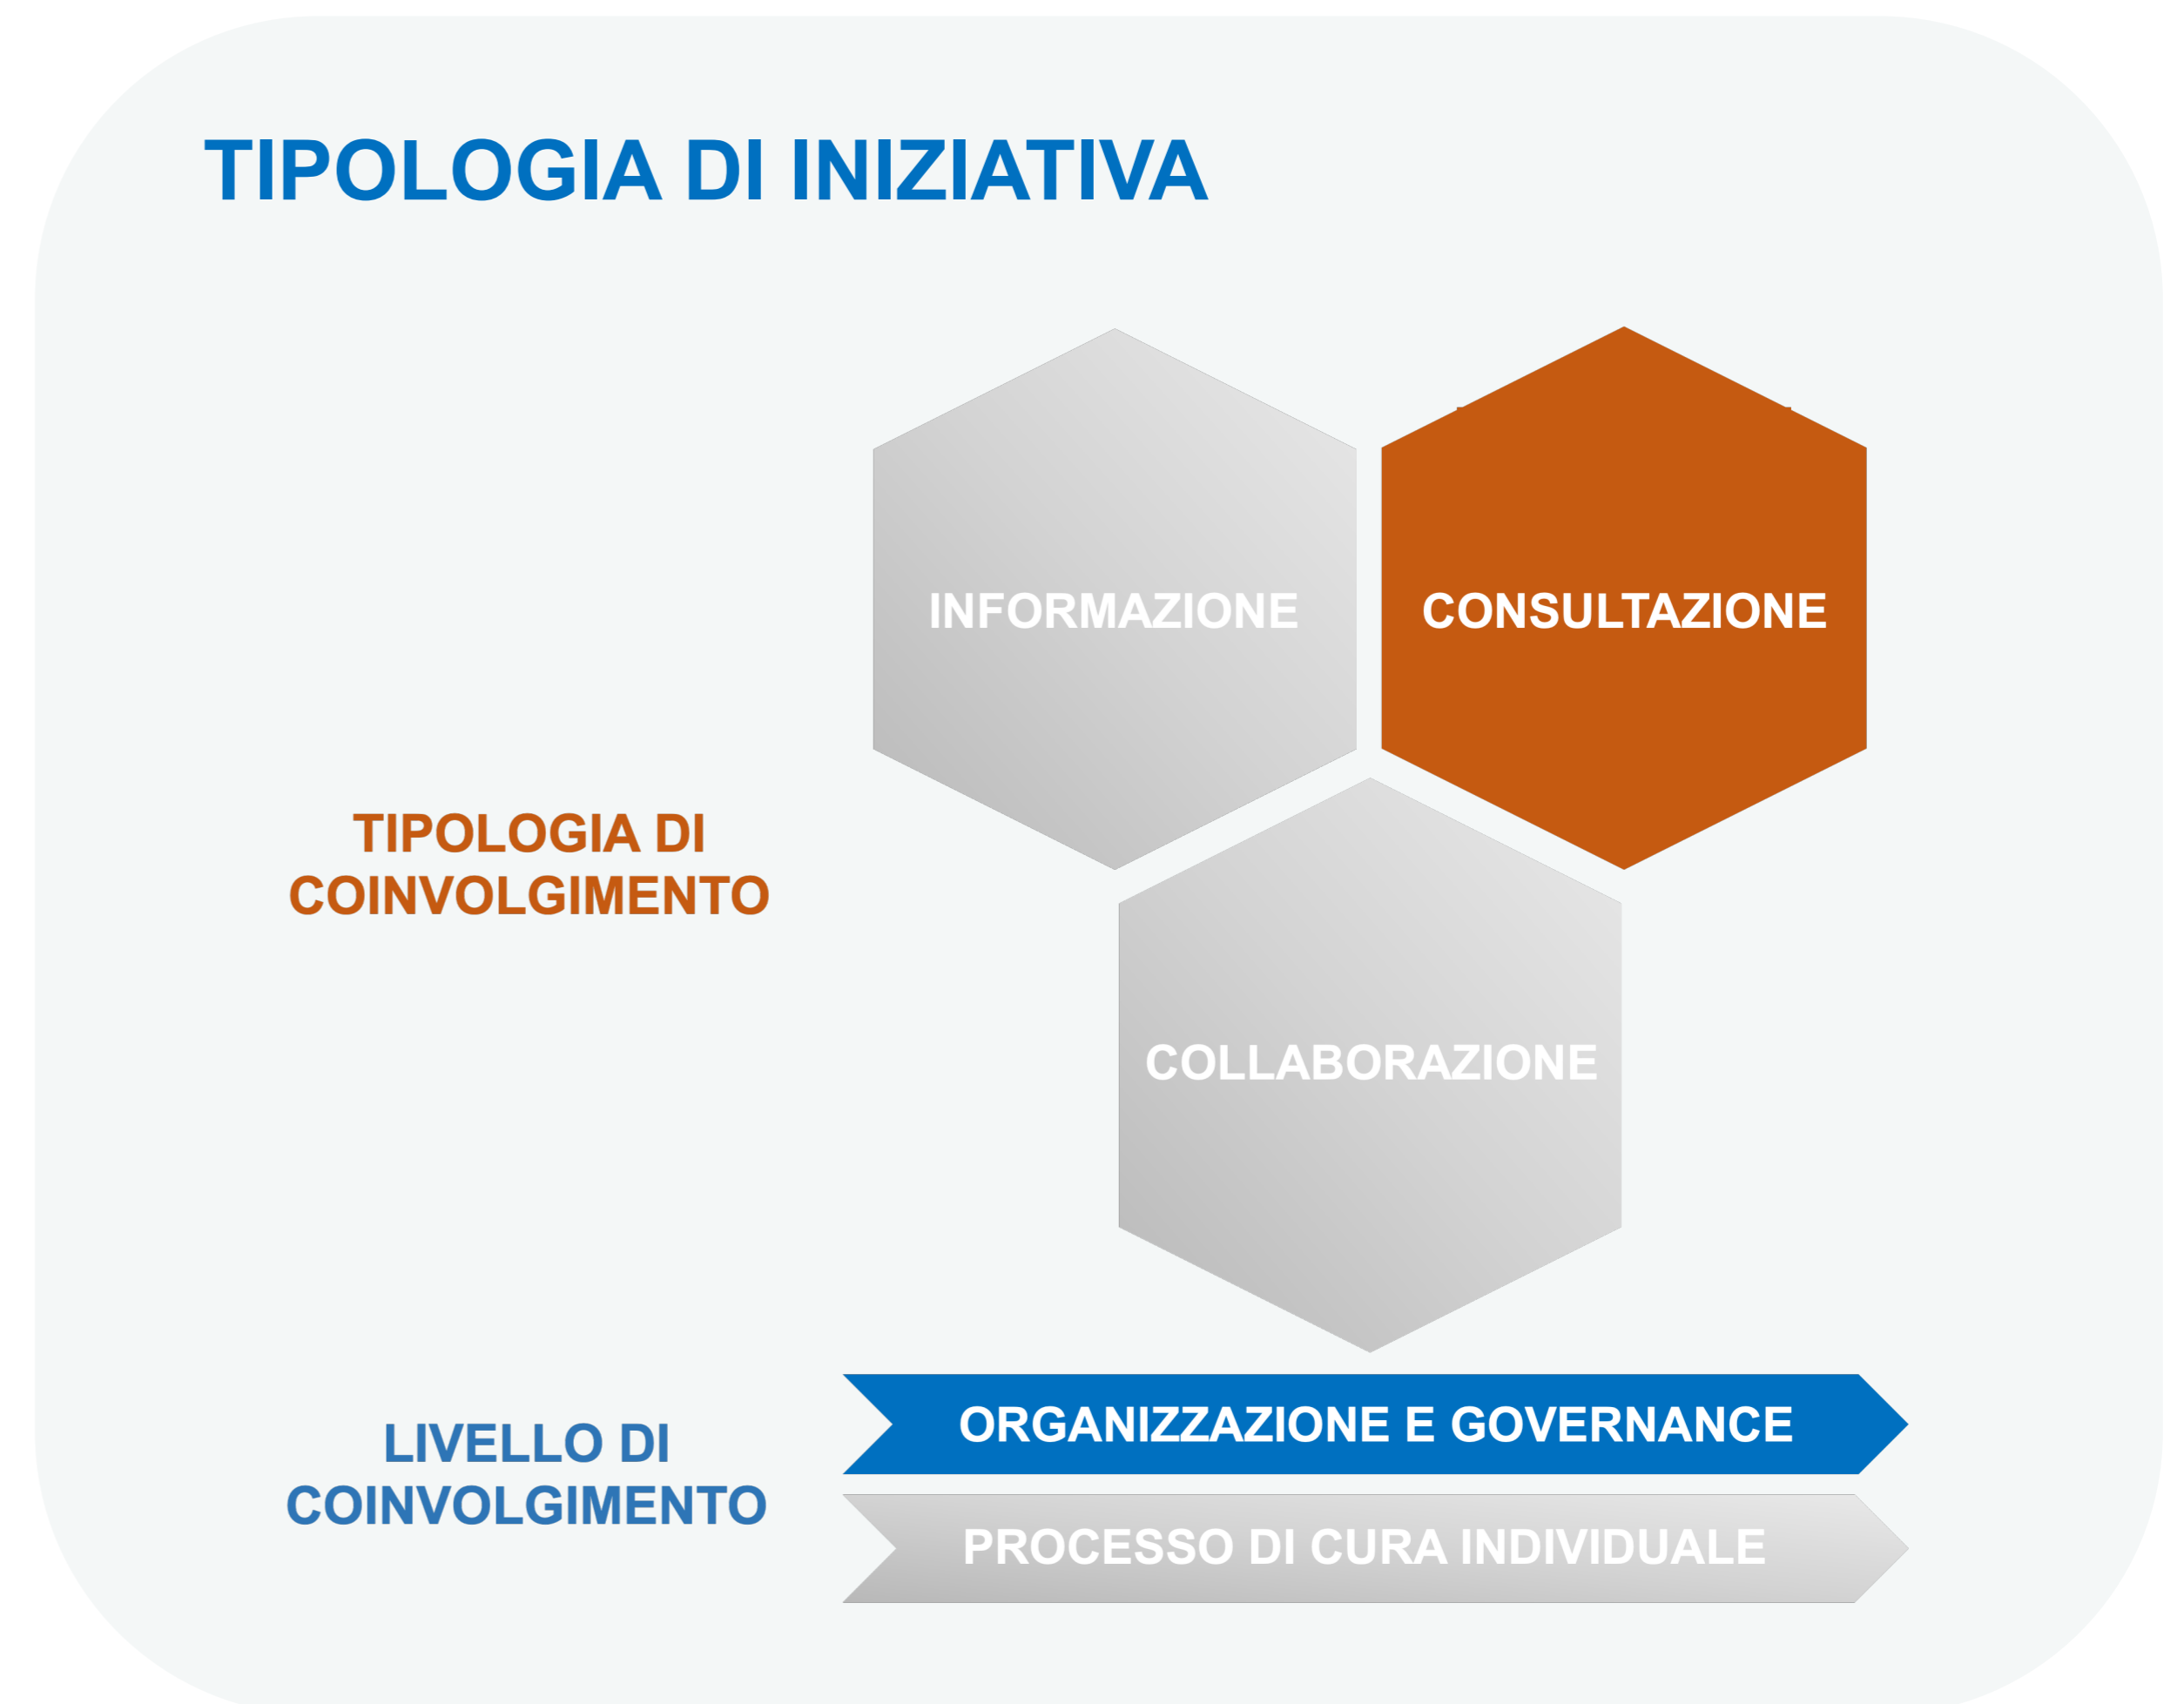 TIPOLOGIA DI INIZIATIVA
INFORMAZIONE
CONSULTAZIONE
TIPOLOGIA DI
COINVOLGIMENTO
COLLABORAZIONE
LIVELLO DI
COINVOLGIMENTO
ORGANIZZAZIONE E GOVERNANCE
PROCESSO DI CURA INDIVIDUALE